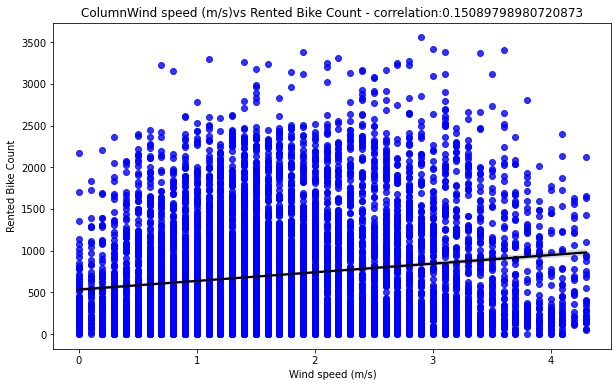 ColumnWind speed (m/s)vs Rented Bike Count - correlation:0.15089798980720873
3500
3000
2500
2000
1500
1000
500
0
Rented Bike Count
0 1 2 3 4
Wind speed (m/s)